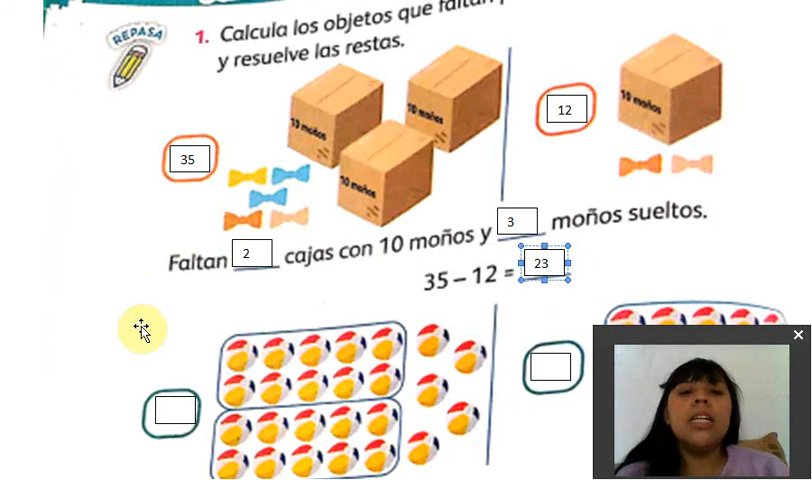 REPASA
1. Calcula los objetos que faltan
y resuelve las restas.
10 moños
10 moños
10 moños
10 moños
35
12
Faltan 2 cajas con 10 moños y 3 moños sueltos.
35 – 12 = 23